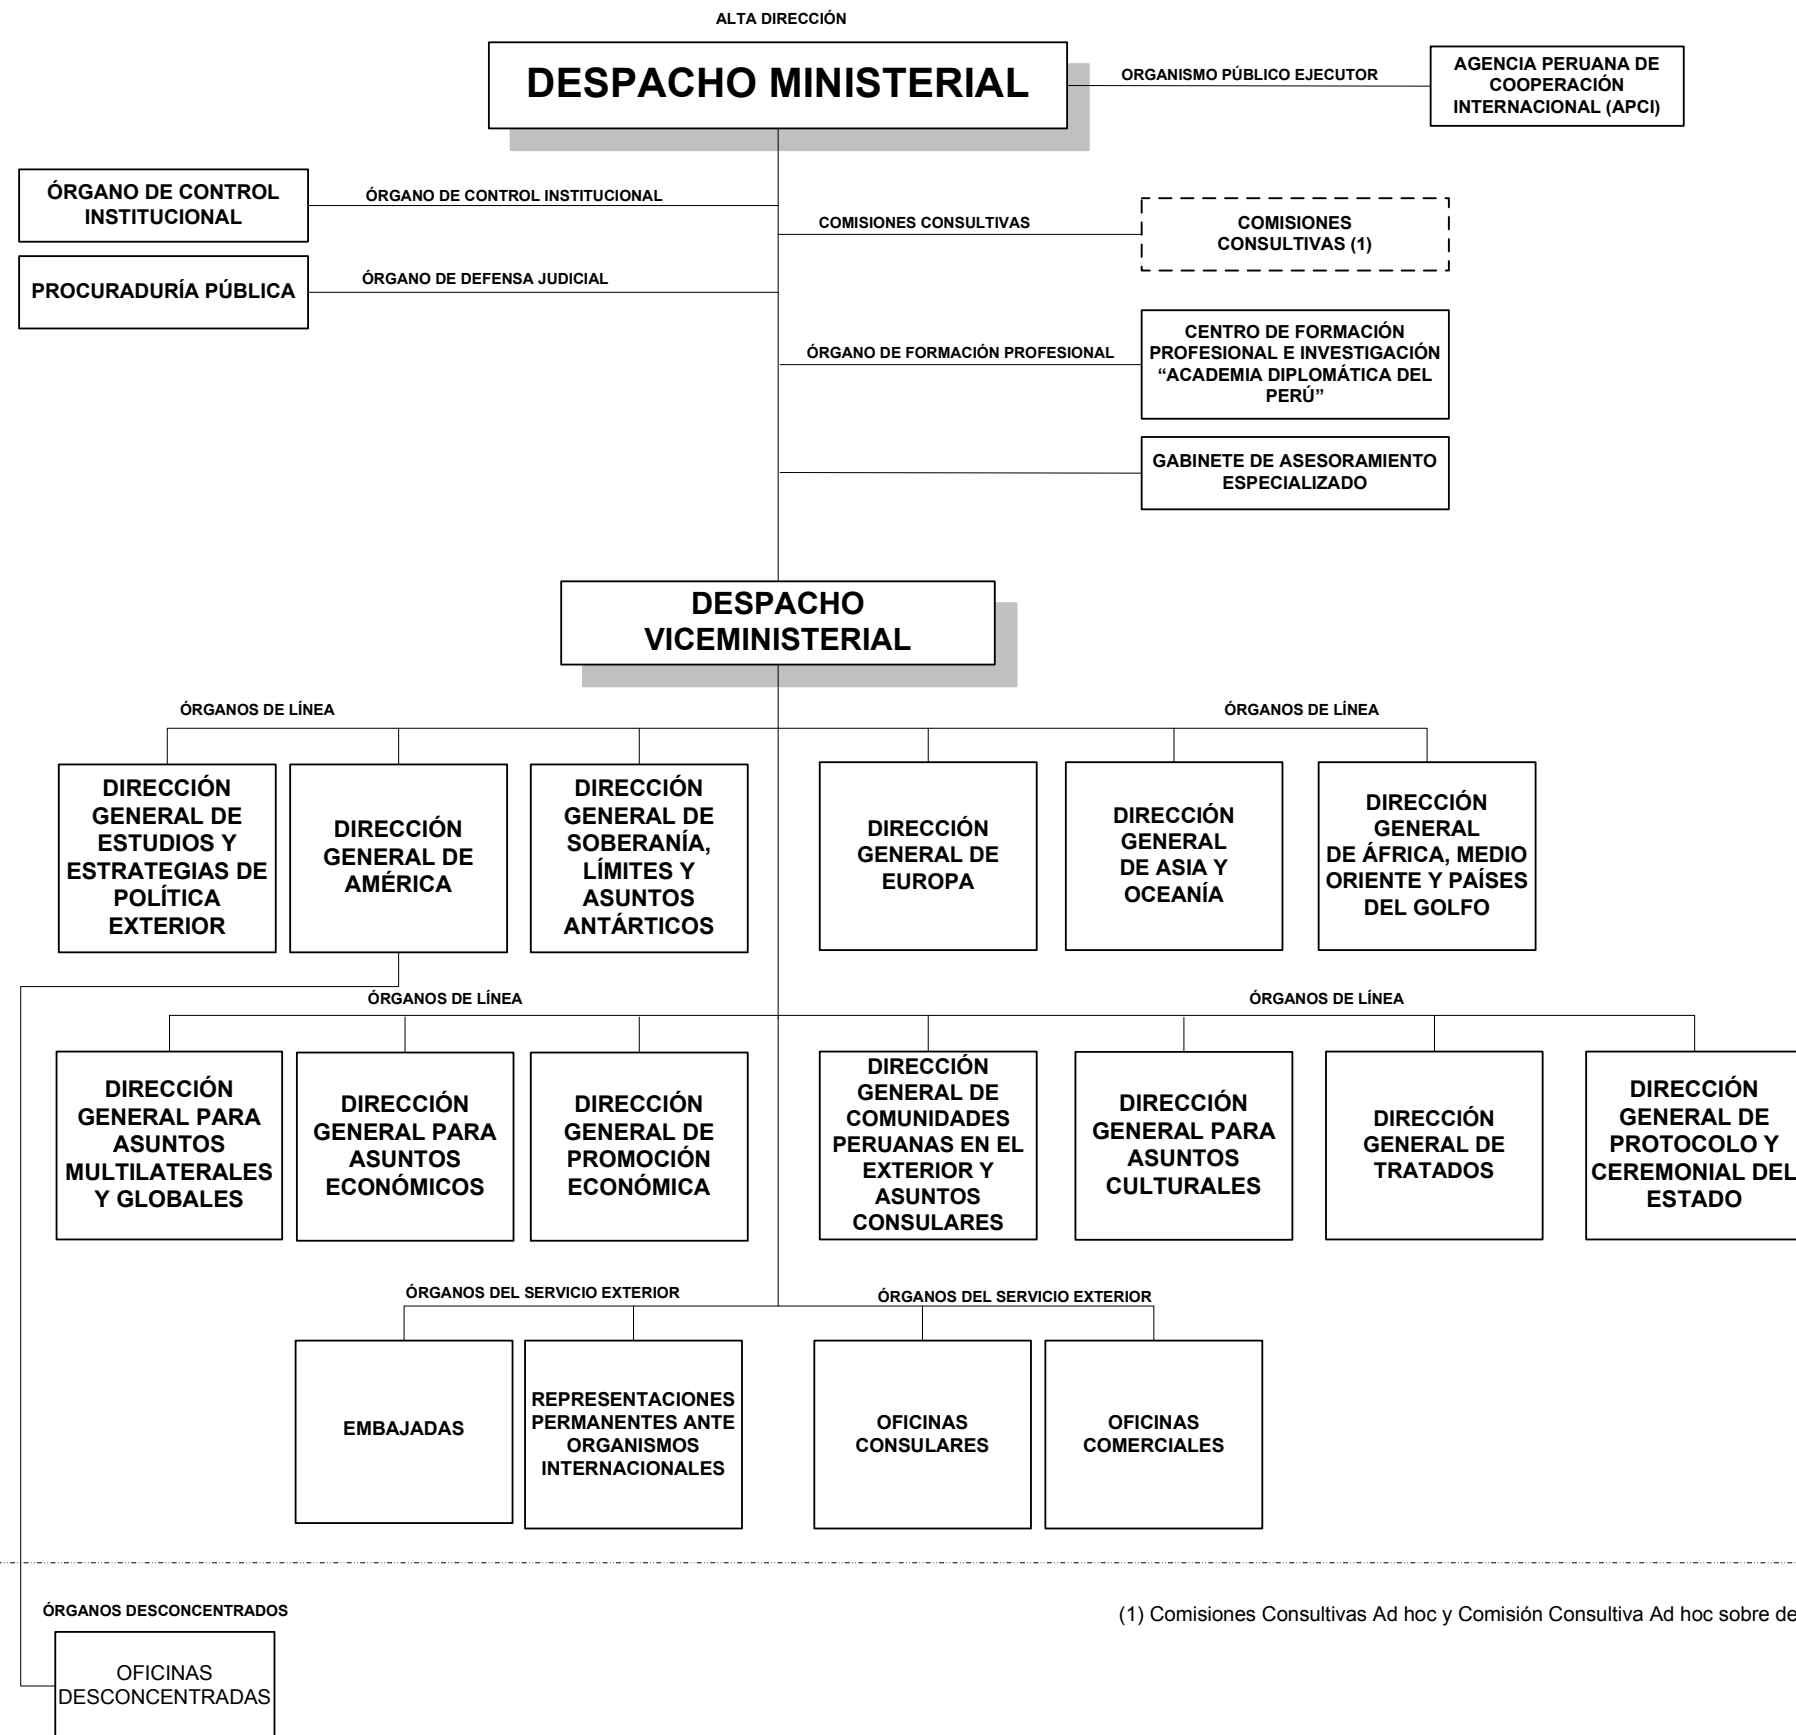 ALTA DIRECCIÓN
DESPACHO MINISTERIAL
ORGANISMO PÚBLICO EJECUTOR
AGENCIA PERUANA DE
COOPERACIÓN
INTERNACIONAL (APCI)
ÓRGANO DE CONTROL
INSTITUCIONAL
ÓRGANO DE CONTROL INSTITUCIONAL
COMISIONES CONSULTIVAS
COMISIONES
CONSULTIVAS (1)
PROCURADURÍA PÚBLICA
ÓRGANO DE DEFENSA JUDICIAL
ÓRGANO DE FORMACIÓN PROFESIONAL
CENTRO DE FORMACIÓN
PROFESIONAL E INVESTIGACIÓN
“ACADEMIA DIPLOMÁTICA DEL
PERÚ”
GABINETE DE ASESORAMIENTO
ESPECIALIZADO
DESPACHO
VICEMINISTERIAL
ÓRGANOS DE LÍNEA
ÓRGANOS DE LÍNEA
DIRECCIÓN
GENERAL DE
ESTUDIOS Y
ESTRATEGIAS DE
POLÍTICA
EXTERIOR
DIRECCIÓN
GENERAL DE
AMÉRICA
DIRECCIÓN
GENERAL DE
SOBERANÍA,
LÍMITES Y
ASUNTOS
ANTÁRTICOS
DIRECCIÓN
GENERAL DE
EUROPA
DIRECCIÓN
GENERAL
DE ASIA Y
OCEANÍA
DIRECCIÓN
GENERAL
DE ÁFRICA, MEDIO
ORIENTE Y PAÍSES
DEL GOLFO
ÓRGANOS DE LÍNEA
ÓRGANOS DE LÍNEA
DIRECCIÓN
GENERAL PARA
ASUNTOS
MULTILATERALES
Y GLOBALES
DIRECCIÓN
GENERAL PARA
ASUNTOS
ECONÓMICOS
DIRECCIÓN
GENERAL DE
PROMOCIÓN
ECONÓMICA
DIRECCIÓN
GENERAL DE
COMUNIDADES
PERUANAS EN EL
EXTERIOR Y
ASUNTOS
CONSULARES
DIRECCIÓN
GENERAL PARA
ASUNTOS
CULTURALES
DIRECCIÓN
GENERAL DE
TRATADOS
DIRECCIÓN
GENERAL DE
PROTOCOLO Y
CEREMONIAL DEL
ESTADO
ÓRGANOS DEL SERVICIO EXTERIOR
ÓRGANOS DEL SERVICIO EXTERIOR
EMBAJADAS
REPRESENTACIONES
PERMANENTES ANTE
ORGANISMOS
INTERNACIONALES
OFICINAS
CONSULARES
OFICINAS
COMERCIALES
ÓRGANOS DESCONCENTRADOS
(1) Comisiones Consultivas Ad hoc y Comisión Consultiva Ad hoc sobre de
OFICINAS
DESCONCENTRADAS